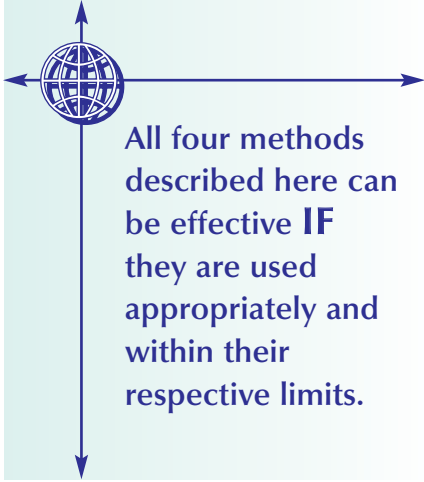 All four methods
described here can
be effective IF
they are used
appropriately and
within their
respective limits.